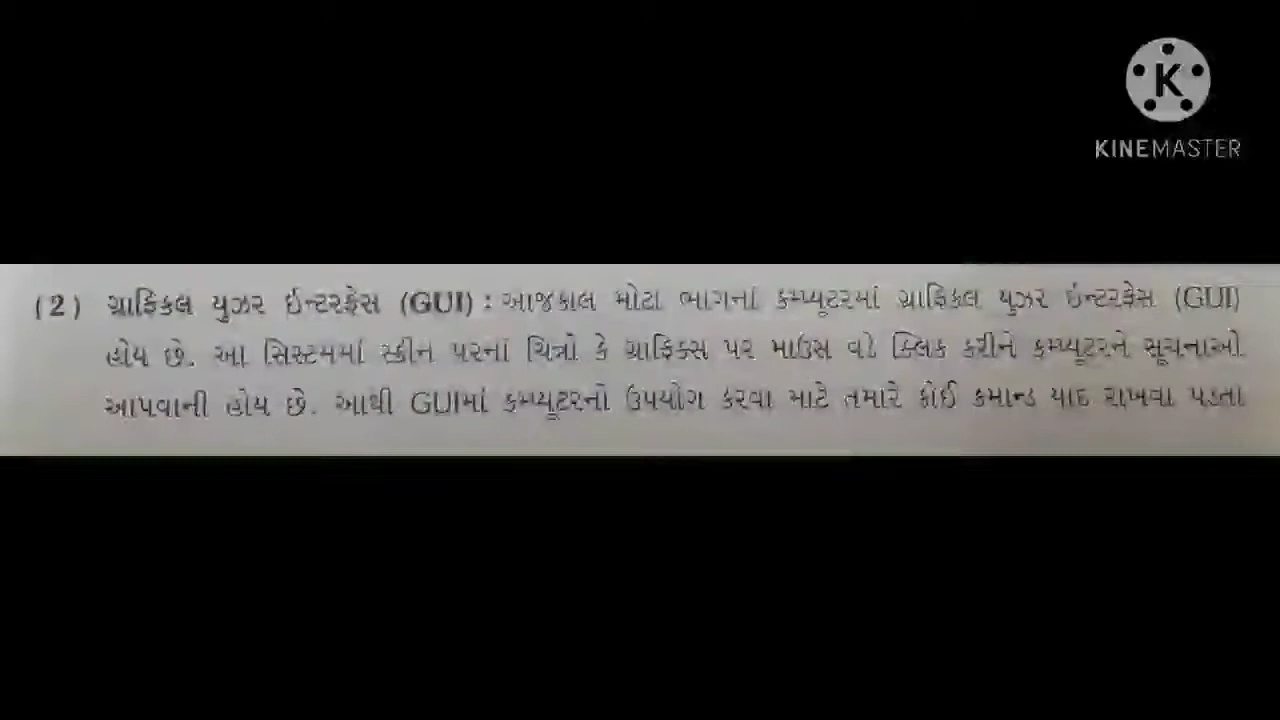 KINEMASTER
(2) ગ્રાફિકલ યુઝર ઇન્ટરફેસ (GUI) : આજકાલ મોટા ભાગનાં કમ્પ્યૂટરમાં ગ્રાફિકલ યુઝર ઇન્ટરફેસ (GUI)
હોય છે. આ સિસ્ટમમાં સ્ક્રીન પરનાં ચિત્રો કે ગ્રાફિક્સ પર માઉસ વડે ક્લિક કરીને કમ્પ્યૂટરને સૂચનાઓ
આપવાની હોય છે. આથી GUIમાં કમ્પ્યૂટરનો ઉપયોગ કરવા માટે તમારે કોઈ કમાન્ડ યાદ રાખવા પડતા